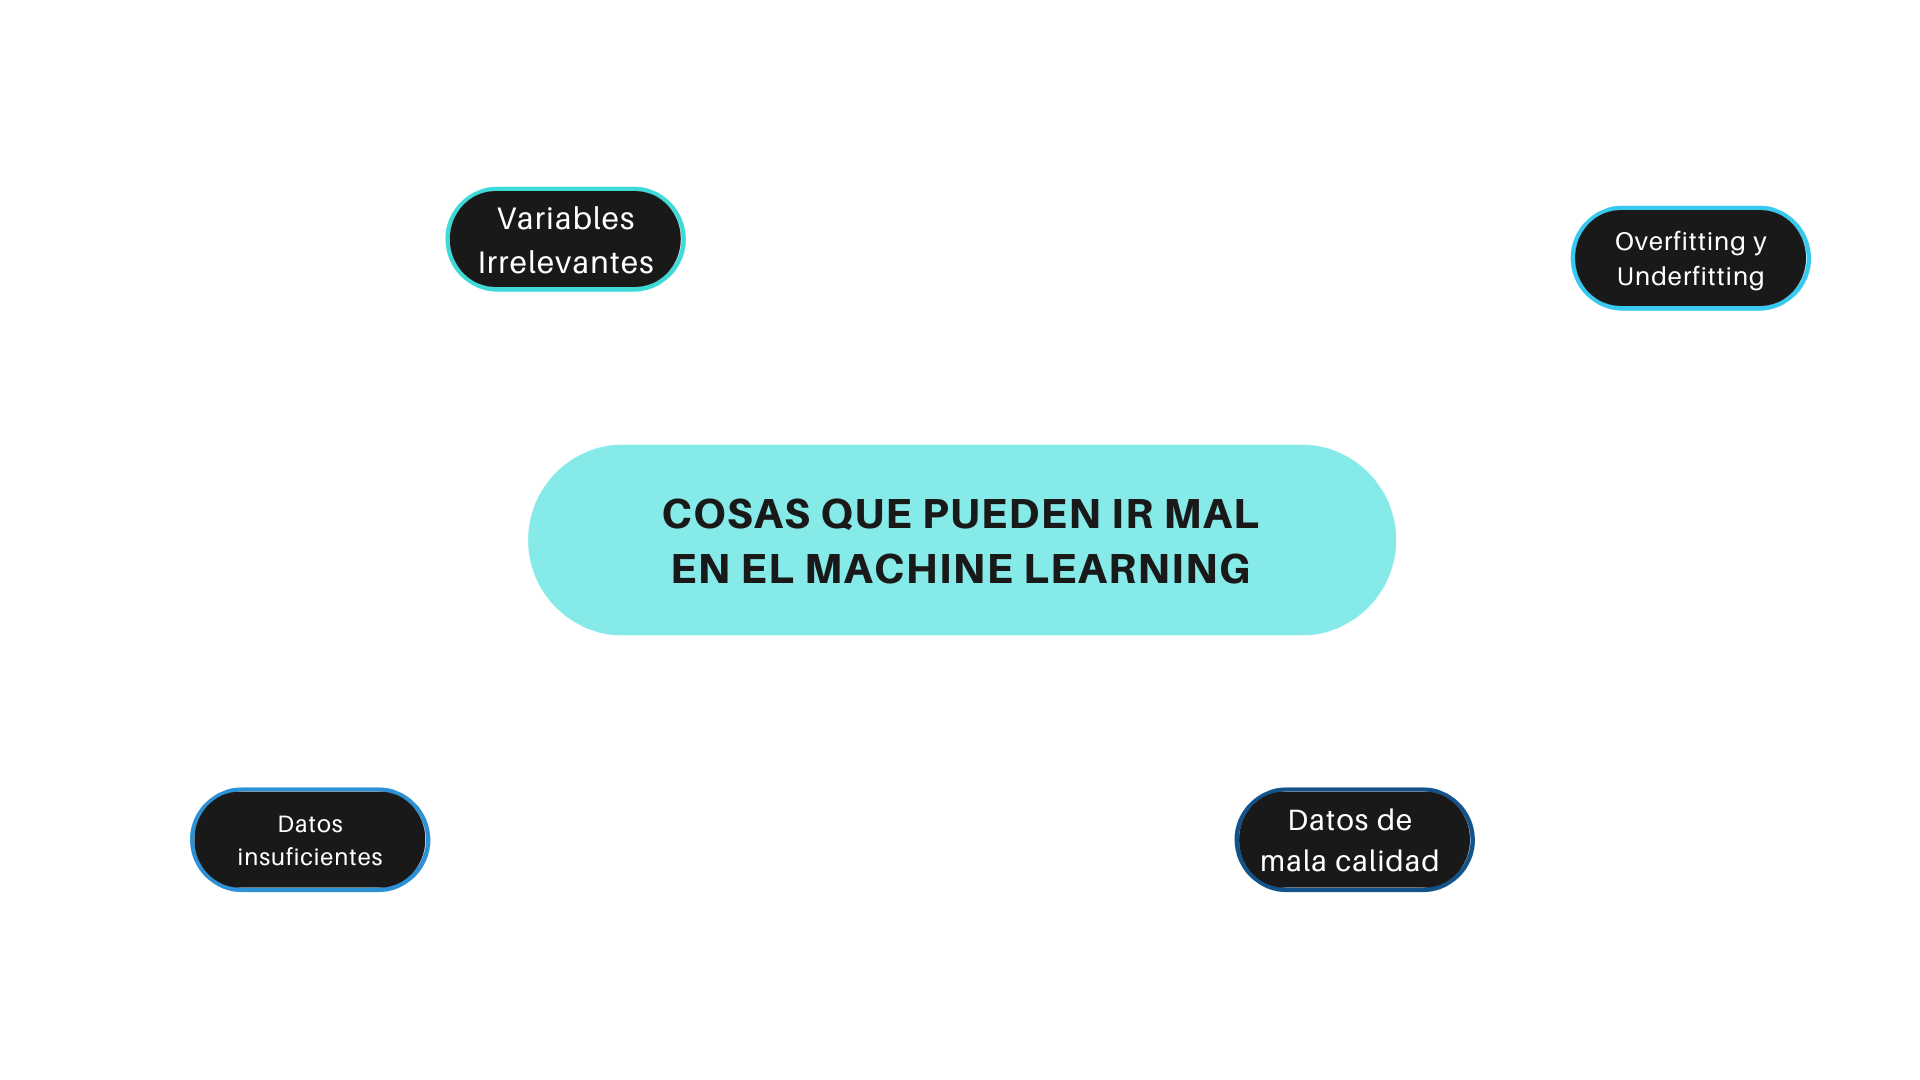 Variables
Irrelevantes
Overfitting y
Underfitting
COSAS QUE PUEDEN IR MAL
EN EL MACHINE LEARNING
Datos
insuficientes
Datos de
mala calidad